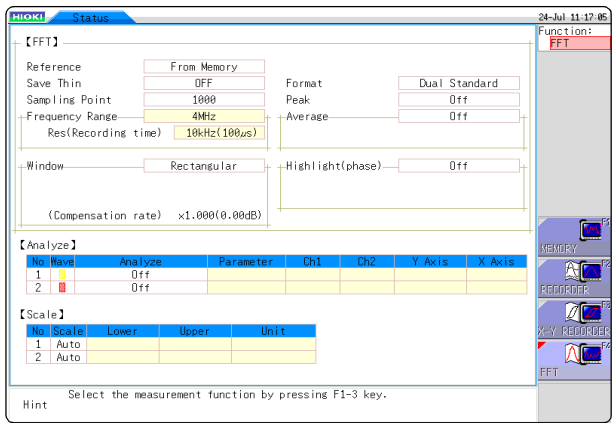 HIOKI Status 24-Jul 11:17:05
Function:
FFT
【FFT】
Reference From Memory
Save Thin OFF Format Dual Standard
Sampling Point 1000 Peak Off
Frequency Range 4MHz Average Off
Res(Recording time) 10kHz(100μs)
Window Rectangular Highlight(phase) Off
(Compensation rate) x1.000(0.00dB)
【Analyze】
No Wave Analyze Parameter Ch1 Ch2 Y Axis X Axis
1 Off
2 Off
【Scale】
No Scale Lower Upper Unit
1 Auto
2 Auto
F1
MEMORY
F2
RECORDER
F3
X-Y RECORDER
F4
FFT
Select the measurement function by pressing F1-3 key.
Hint